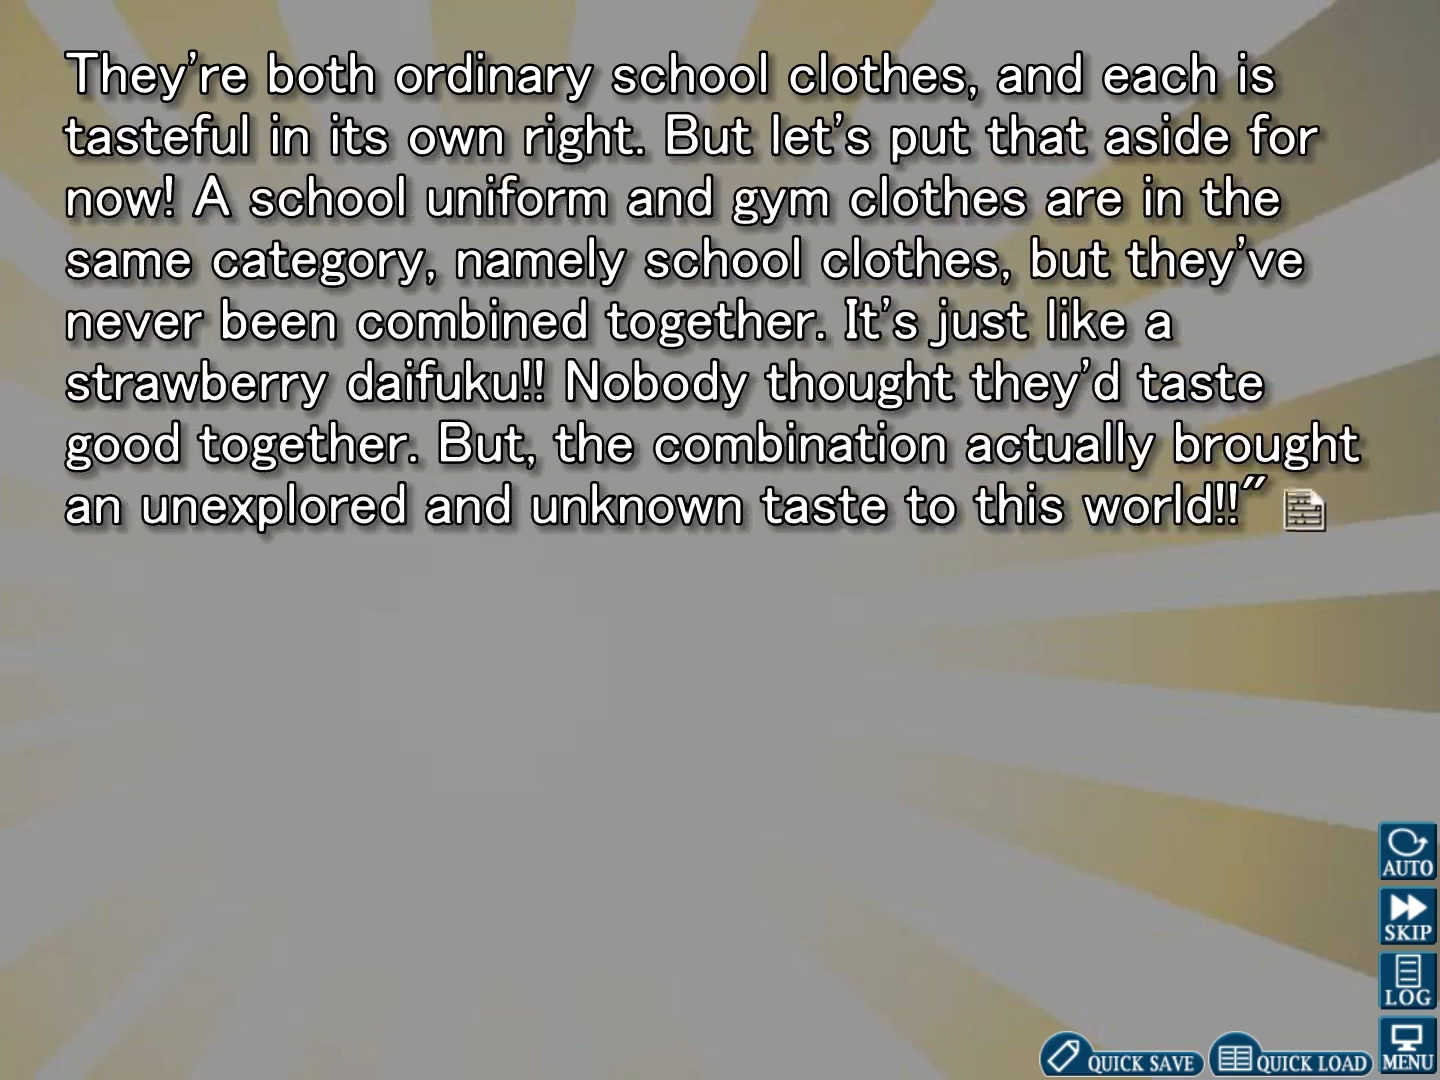 They're both ordinary school clothes, and each is
tasteful in its own right. But let's put that aside for
now! A school uniform and gym clothes are in the
same category, namely school clothes, but they've
never been combined together. It's just like a
strawberry daifuku!! Nobody thought they'd taste
good together. But, the combination actually brought
an unexplored and unknown taste to this world!!"
AUTO
SKIP
LOG
QUICK SAVE QUICK LOAD MENU